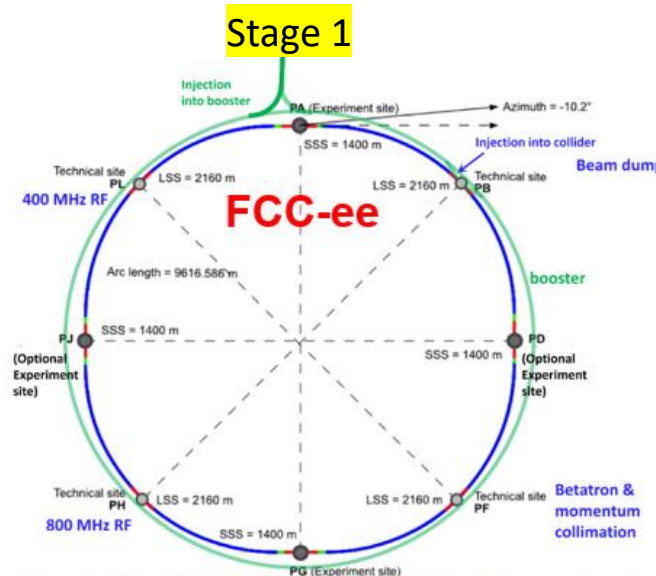 Stage 1
Injection
into booster
PA (Experiment site)
Azimuth = -10.2°
SSS = 1400 m
Injection into collider
Technical site
PL
LSS = 2160 m
LSS = 2160 m
Technical site
PB
Beam dump
400 MHz RF
FCC-ee
Arc length = 9616.586 m
booster
PJ
SSS = 1400 m
SSS = 1400 m
PD
(Optional
Experiment
site)
(Optional
Experiment
site)
Technical site
PH
LSS = 2160 m
LSS = 2160 m
Technical site
PF
800 MHz RF
Betatron &
momentum
collimation
SSS = 1400 m
PG (Experiment site)